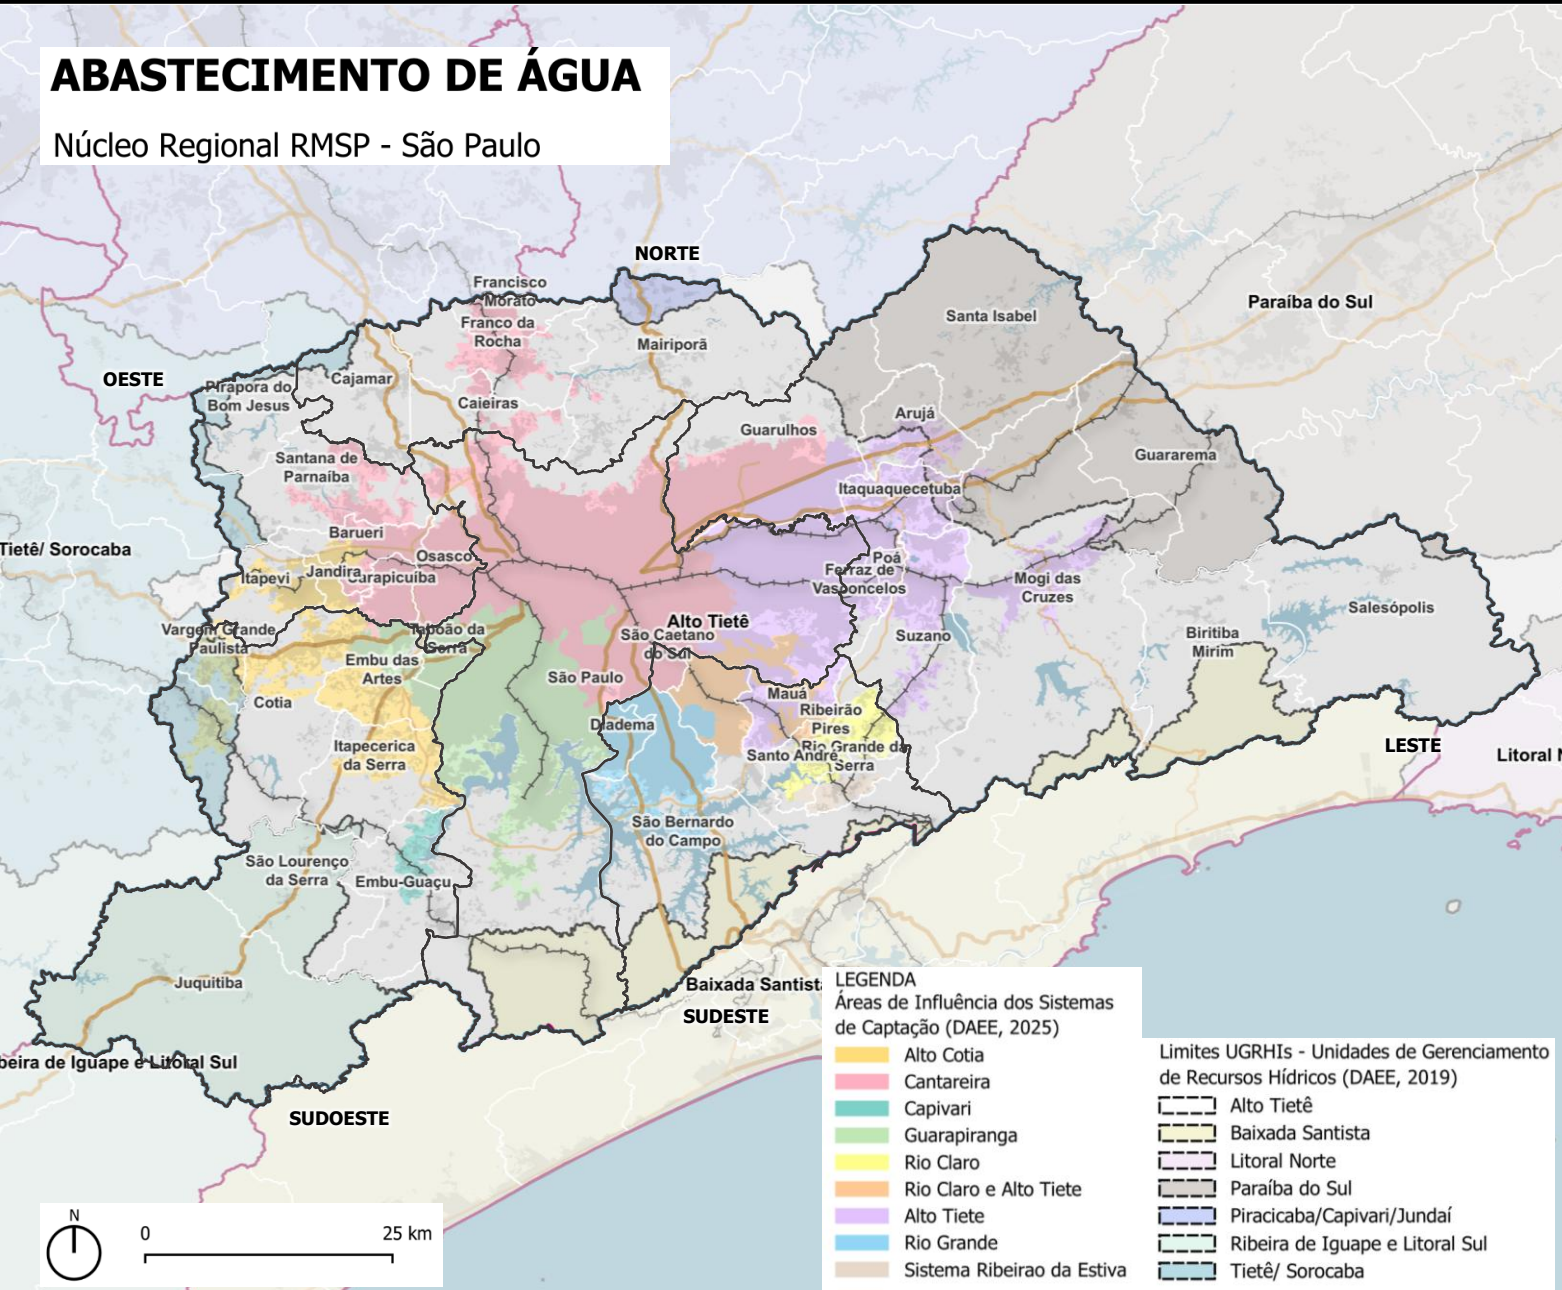 ABASTECIMENTO DE ÁGUA
Núcleo Regional RMSP - São Paulo
NORTE
Francisco
Morato
Franco da
Rocha
Mairiporã
Santa Isabel
Paraíba do Sul
OESTE
Pirapora do
Bom Jesus
Cajamar
Caieiras
Arujá
Guarulhos
Guararema
Santana de
Parnaíba
Itaquaquecetuba
Barueri
Tietê/ Sorocaba
Osasco
Jandira
Itapevi
Carapicuíba
Poá
Ferraz de
Vasconcelos
Mogi das
Cruzes
Salesópolis
Alto Tietê
Vargem Grande
Paulista
Taboão da
Serra
São Caetano
do Sul
Suzano
Biritiba
Mirim
Embu das
Artes
São Paulo
Mauá
Cotia
Ribeirão
Pires
Diadema
Itapecerica
da Serra
Rio Grande da
Serra
Santo André
LESTE
Litoral N
São Bernardo
do Campo
São Lourenço
da Serra
Embu-Guaçu
Juquitiba
Baixada Santista
SUDESTE
beira de Iguape e Litoral Sul
SUDOESTE
LEGENDA
Áreas de Influência dos Sistemas
de Captação (DAEE, 2025)
Alto Cotia
Cantareira
Capivari
Guarapiranga
Rio Claro
Rio Claro e Alto Tiete
Alto Tiete
Rio Grande
Sistema Ribeirao da Estiva
Limites UGRHIs - Unidades de Gerenciamento
de Recursos Hídricos (DAEE, 2019)
Alto Tietê
Baixada Santista
Litoral Norte
Paraíba do Sul
Piracicaba/Capivari/Jundaí
Ribeira de Iguape e Litoral Sul
Tietê/ Sorocaba
N
0
25 km